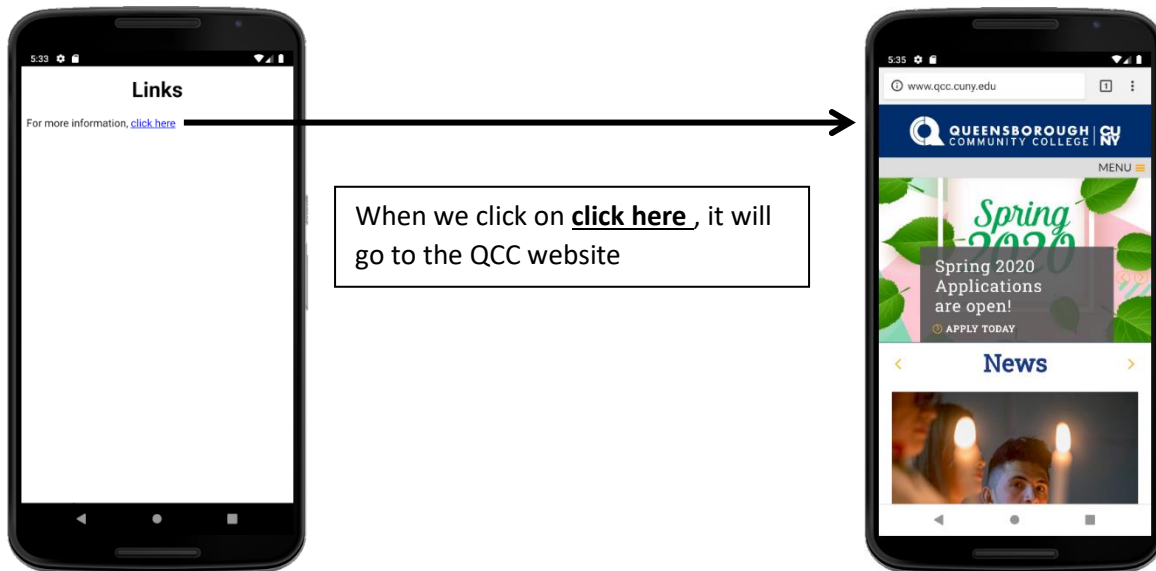 5:33
Links
For more information, click here
When we click on click here , it will
go to the QCC website
5:35
www.qcc.cuny.edu
1
QUEENSBOROUGH
COMMUNITY COLLEGE
CU
NY
MENU
Spring
2020
Spring 2020
Applications
are open!
APPLY TODAY
News